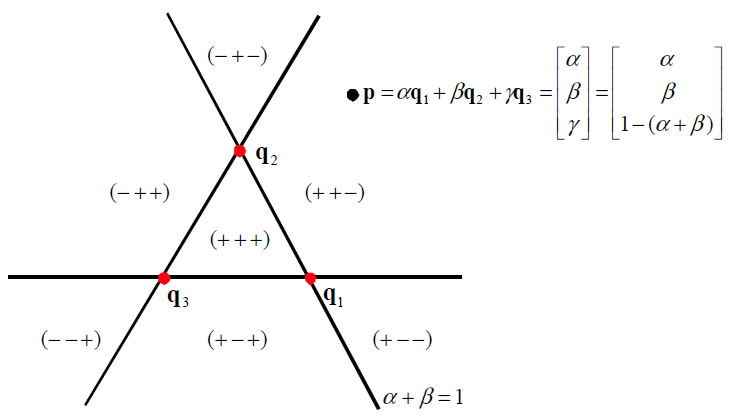 (−+−)
p = αq₁ + βq₂ + γq₃ = [α β γ] = [α β 1−(α+β)]
q₂
(−++)
(++−)
(+++)
q₃
q₁
(−−+)
(+−+)
(+−−)
α + β = 1